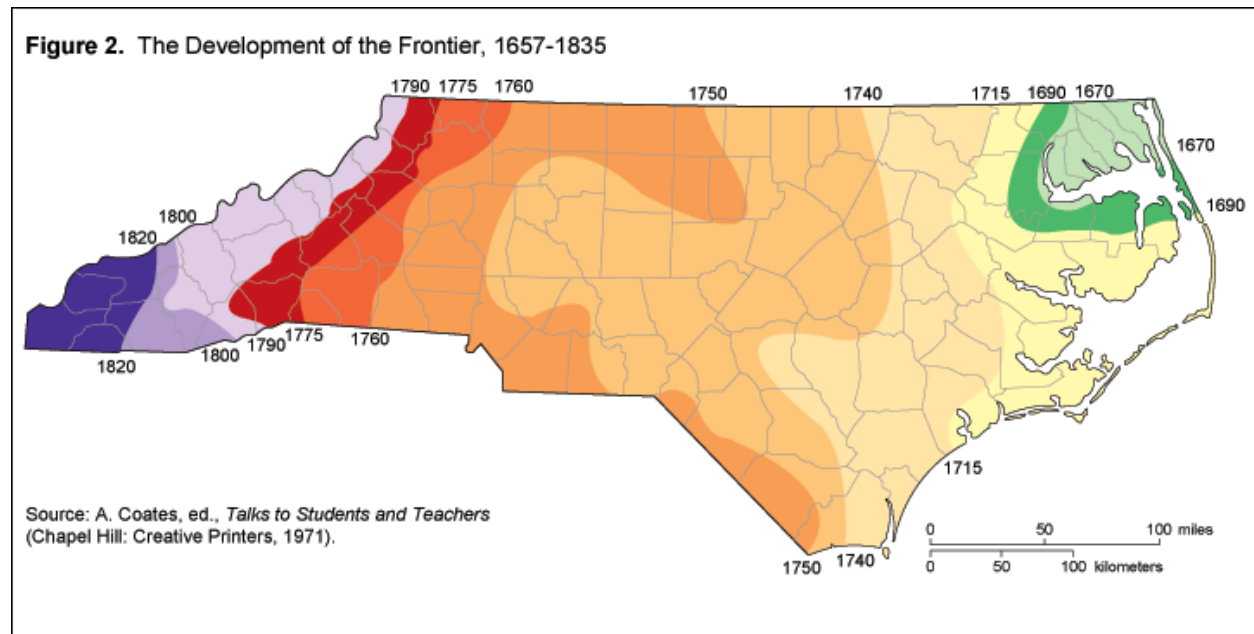 Figure 2. The Development of the Frontier, 1657-1835
1790 1775 1760 1750 1740 1715 1690 1670
1670
1690
1800
1820
1820
1800
1790
1775
1760
1715
1750
1740
Source: A. Coates, ed., Talks to Students and Teachers
(Chapel Hill: Creative Printers, 1971).
0 50 100 miles
0 50 100 kilometers